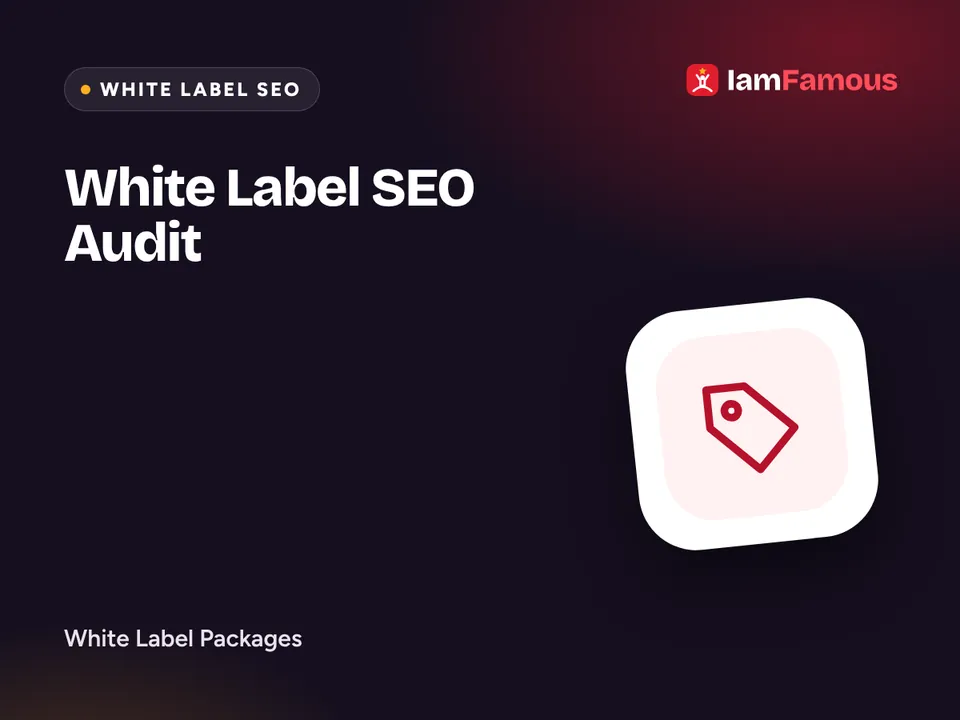 WHITE LABEL SEO
IamFamous
White Label SEO
Audit
White Label Packages